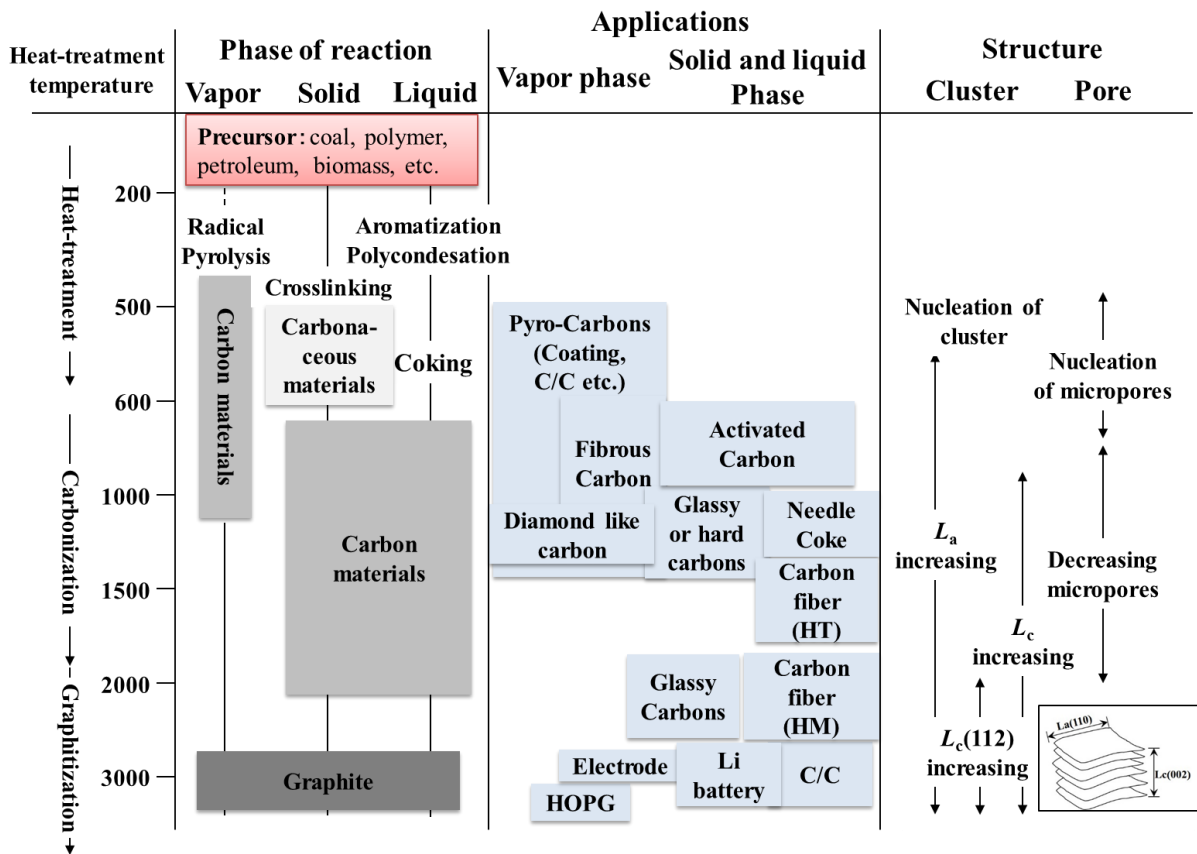 Heat-treatment
temperature
Phase of reaction
Vapor
Solid
Liquid
Applications
Vapor phase
Solid and liquid
Phase
Structure
Cluster
Pore
Heat-treatment
Carbonization
Graphitization
200
500
600
1000
1500
2000
3000
Precursor: coal, polymer,
petroleum, biomass, etc.
Radical
Pyrolysis
Aromatization
Polycondesation
Crosslinking
Carbon materials
Carbona-
ceous
materials
Coking
Carbon
materials
Graphite
Pyro-Carbons
(Coating,
C/C etc.)
Fibrous
Carbon
Activated
Carbon
Diamond like
carbon
Glassy
or hard
carbons
Needle
Coke
Carbon
fiber
(HT)
Glassy
Carbons
Carbon
fiber
(HM)
Electrode
Li
battery
C/C
HOPG
Nucleation of
cluster
Nucleation
of micropores
La
increasing
Decreasing
micropores
Lc
increasing
Lc(112)
increasing
La(110)
Lc(002)